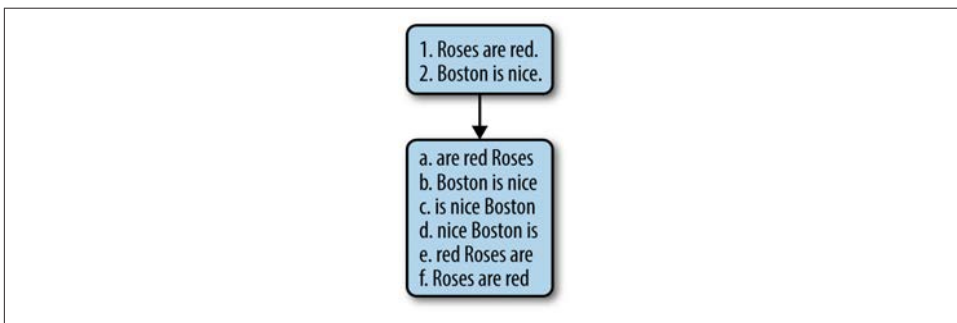 1. Roses are red.
2. Boston is nice.
a. are red Roses
b. Boston is nice
c. is nice Boston
d. nice Boston is
e. red Roses are
f. Roses are red